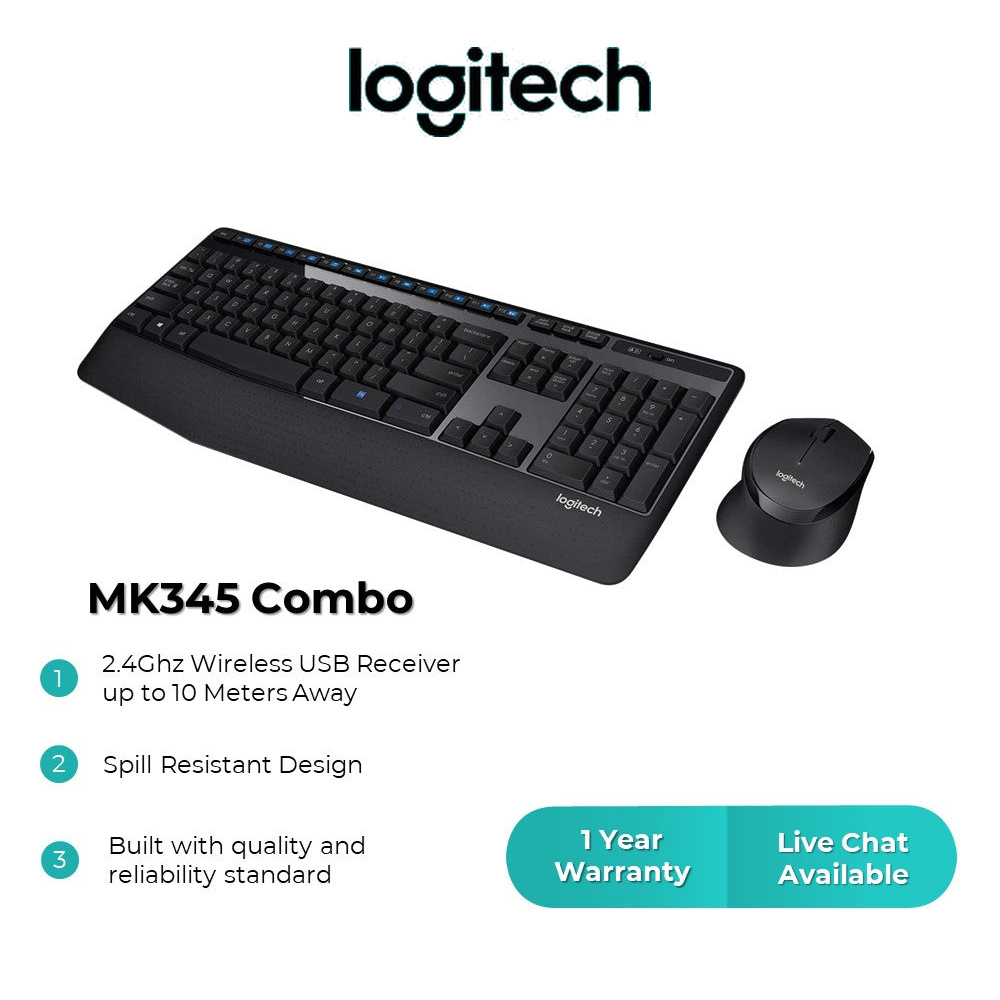 logitech
logitech
logitech
MK345 Combo
1
2.4Ghz Wireless USB Receiver
up to 10 Meters Away
2
Spill Resistant Design
3
Built with quality and
reliability standard
1 Year
Warranty
Live Chat
Available